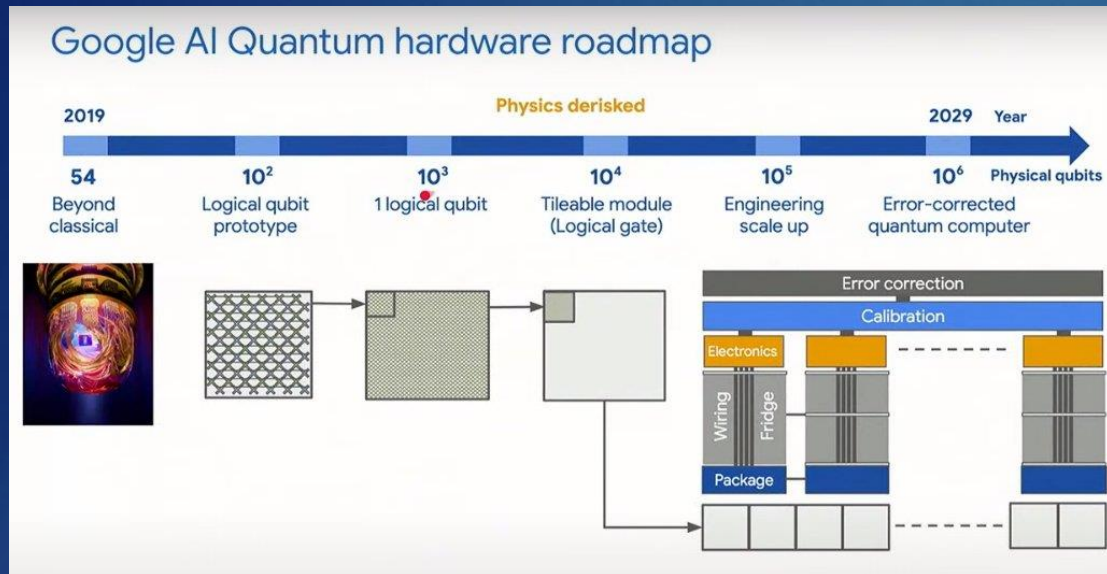 Google AI Quantum hardware roadmap
Physics derisked
2019
2029
Year
54
10²
10³
10⁴
10⁵
10⁶
Physical qubits
Beyond
classical
Logical qubit
prototype
1 logical qubit
Tileable module
(Logical gate)
Engineering
scale up
Error-corrected
quantum computer
Error correction
Calibration
Electronics
Wiring
Fridge
Package